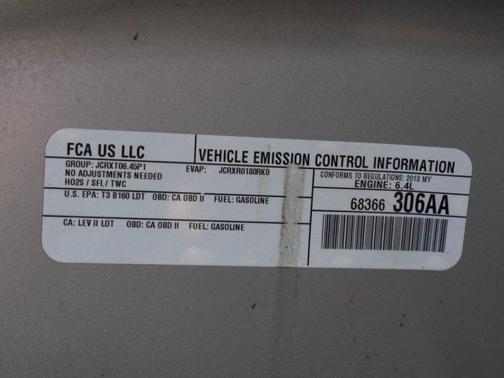 FCA US LLC
VEHICLE EMISSION CONTROL INFORMATION
GROUP: JCRXT06.45P1 EVAP: JCRXR0180RK0
NO ADJUSTMENTS NEEDED
HO2S / SFI / TWC
CONFORMS TO REGULATIONS: 2018 MY
ENGINE: 6.4L
U.S. EPA: T3 B160 LDT OBD: CA OBD II FUEL: GASOLINE
68366 306AA
CA: LEV II LDT OBD: CA OBD II FUEL: GASOLINE